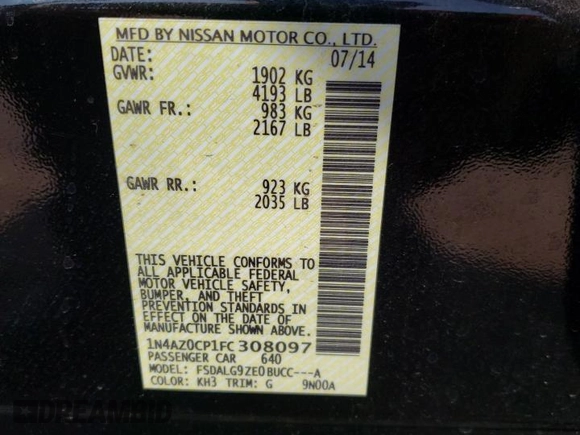 MFD BY NISSAN MOTOR CO., LTD.
DATE: 07/14
GVWR: 1902 KG
4193 LB
GAWR FR.: 983 KG
2167 LB
GAWR RR.: 923 KG
2035 LB
THIS VEHICLE CONFORMS TO
ALL APPLICABLE FEDERAL
MOTOR VEHICLE SAFETY,
BUMPER, AND THEFT
PREVENTION STANDARDS IN
EFFECT ON THE DATE OF
MANUFACTURE SHOWN ABOVE.
1N4AZ0CP1FC308097
PASSENGER CAR 640
MODEL: FSDALG9ZE0BUCC---A
COLOR: KH3 TRIM: G 9N00A
DREAMBID